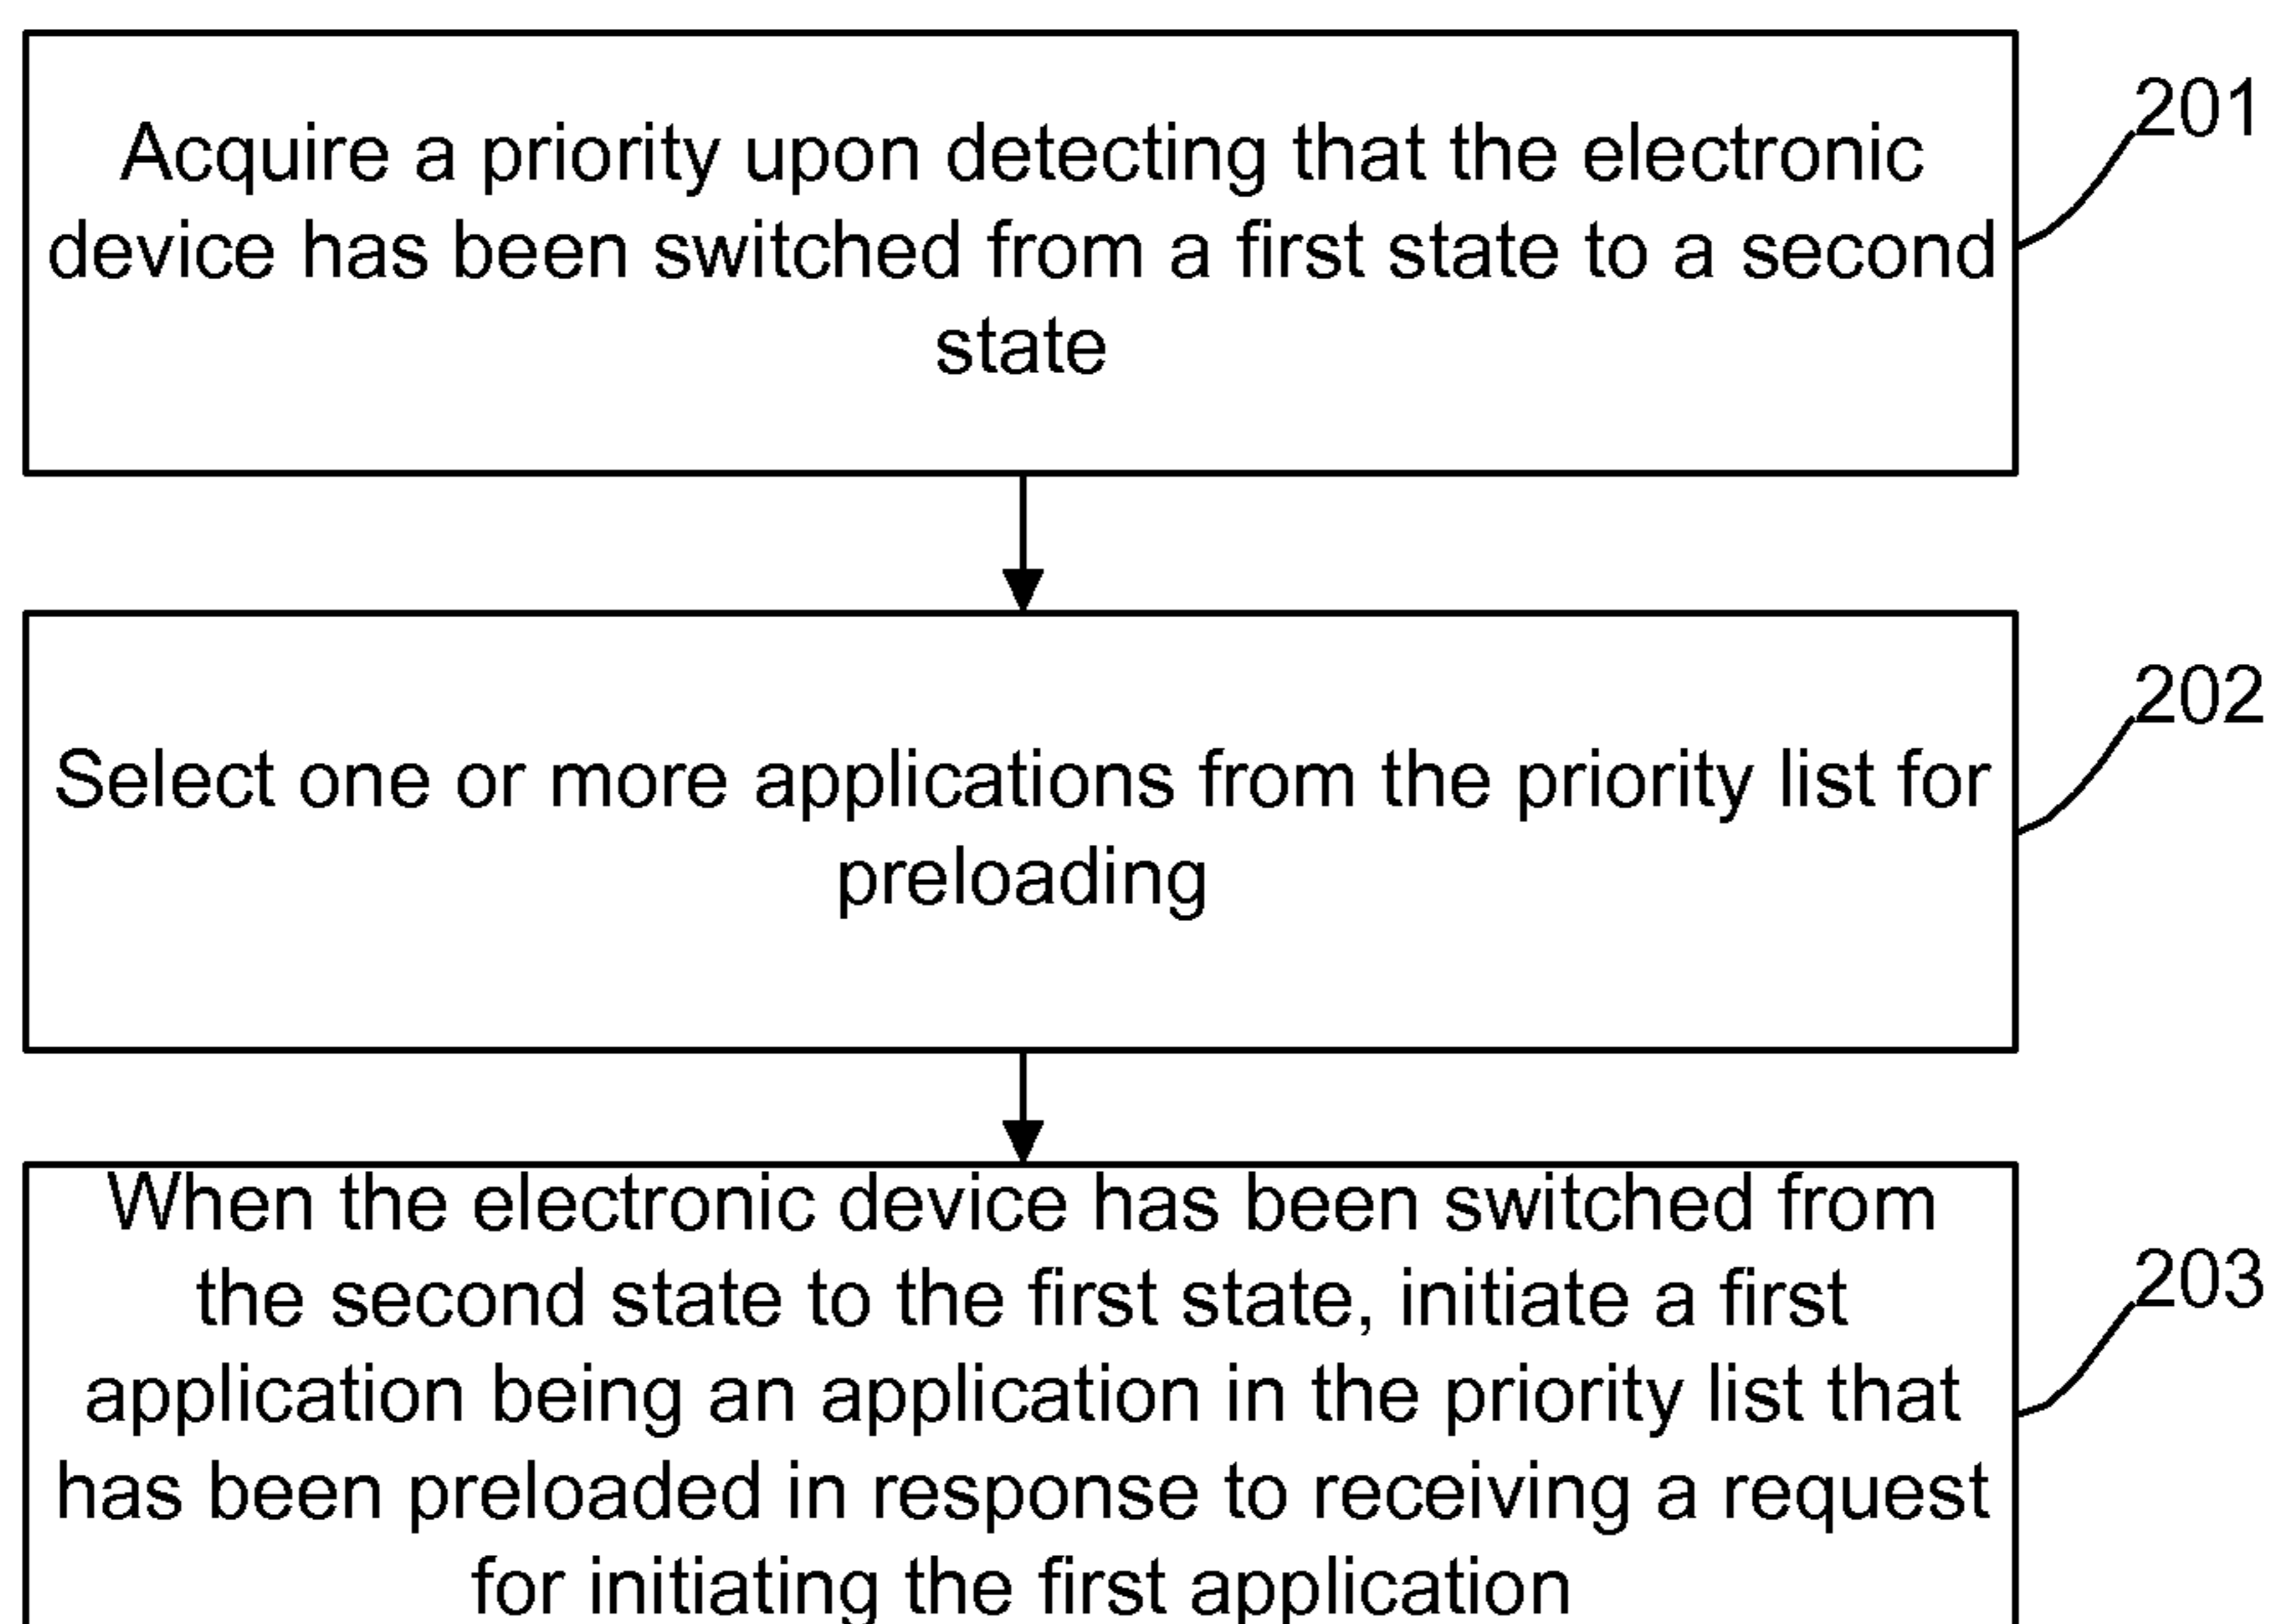 Acquire a priority upon detecting that the electronic
device has been switched from a first state to a second
state
201
Select one or more applications from the priority list for
preloading
202
When the electronic device has been switched from
the second state to the first state, initiate a first
application being an application in the priority list that
has been preloaded in response to receiving a request
for initiating the first application
203